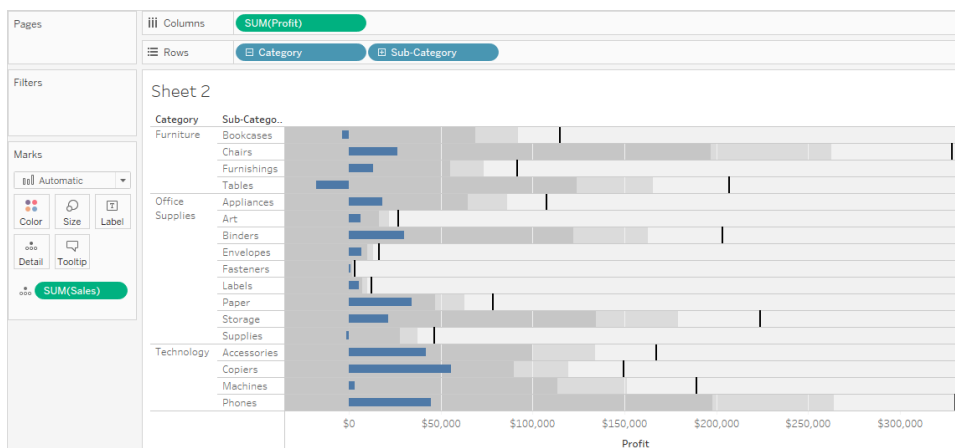 Pages
Columns
SUM(Profit)
Rows
Category
Sub-Category
Filters
Sheet 2
Category
Sub-Catego..
Furniture
Bookcases
Chairs
Furnishings
Tables
Office
Supplies
Appliances
Art
Binders
Envelopes
Fasteners
Labels
Paper
Storage
Supplies
Technology
Accessories
Copiers
Machines
Phones
Marks
Automatic
Color
Size
Label
Detail
Tooltip
SUM(Sales)
$0
$50,000
$100,000
$150,000
$200,000
$250,000
$300,000
Profit